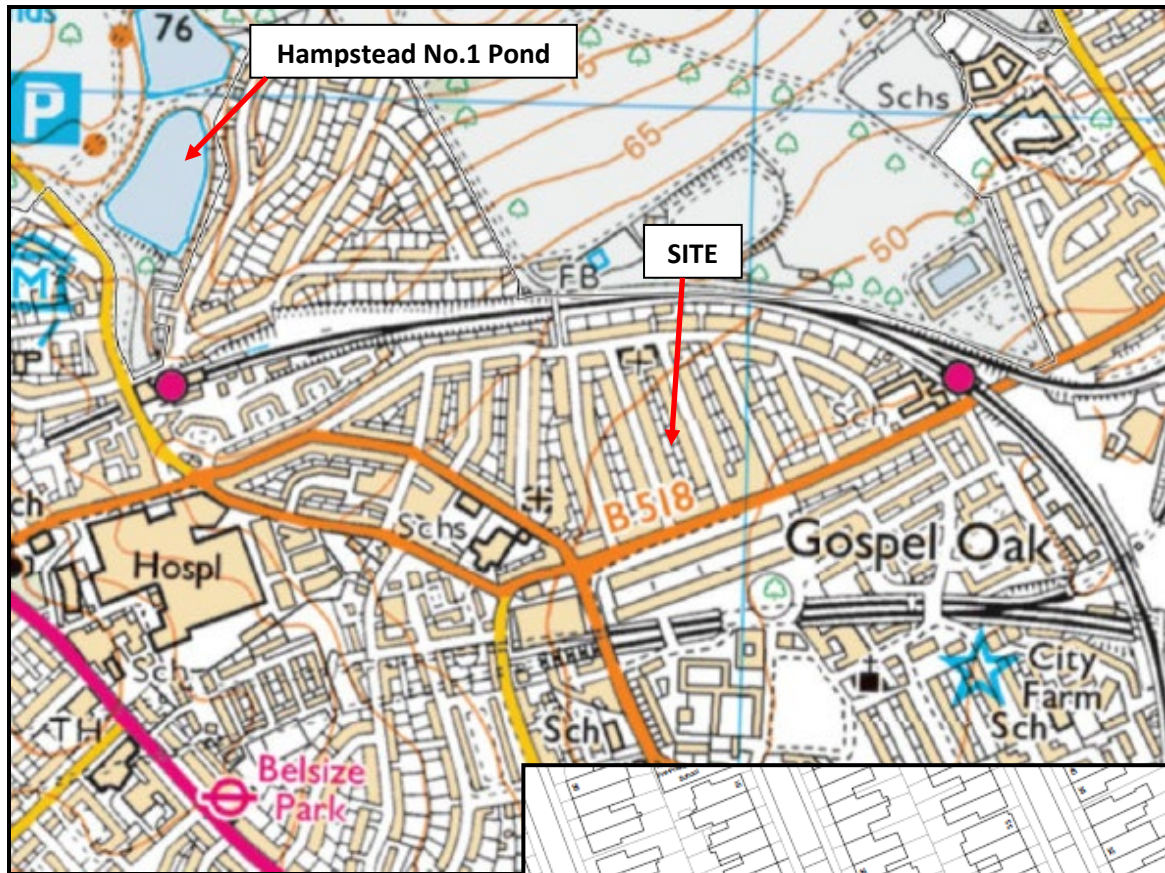 76
Hampstead No.1 Pond
P
Schs
65
SITE
50
FB
M
Sch
B 518
Schs
Gospel Oak
Hospl
Sch
City
Farm
Sch
TH
Sch
Belsize
Park